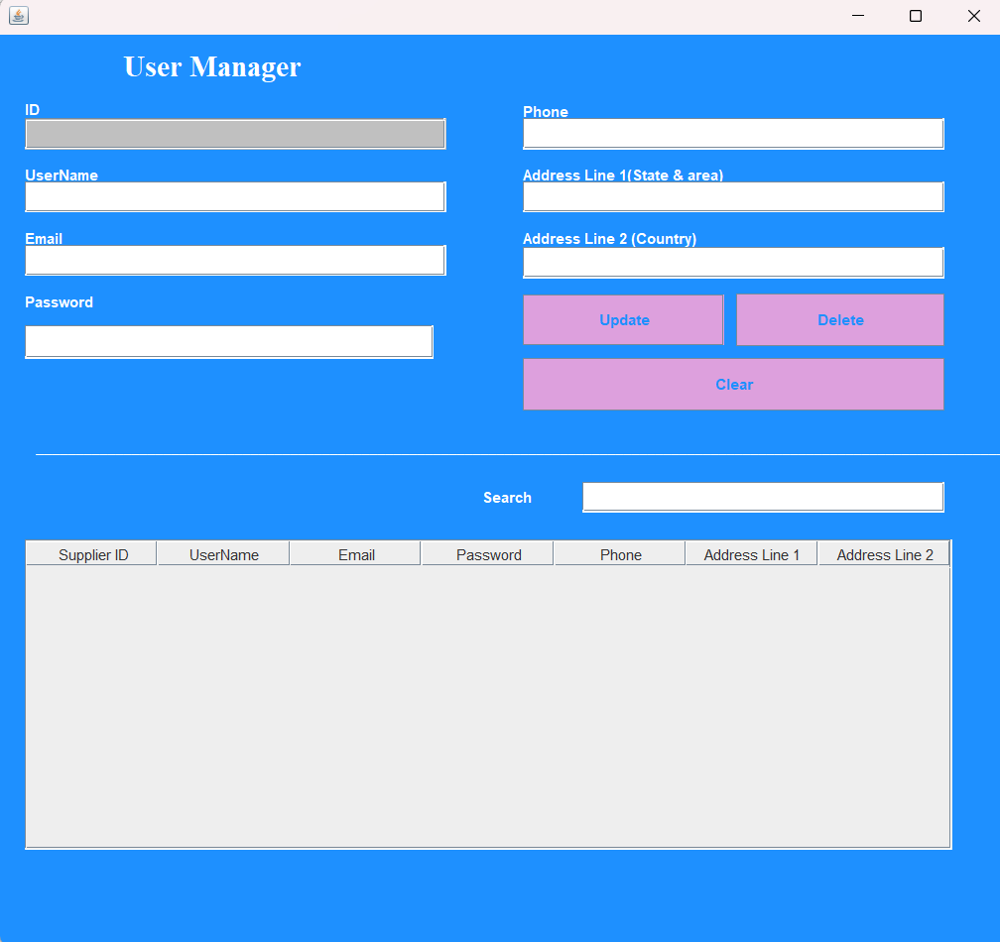 User Manager
ID
Phone
UserName
Address Line 1(State & area)
Email
Address Line 2 (Country)
Password
Update
Delete
Clear
Search
Supplier ID UserName Email Password Phone Address Line 1 Address Line 2